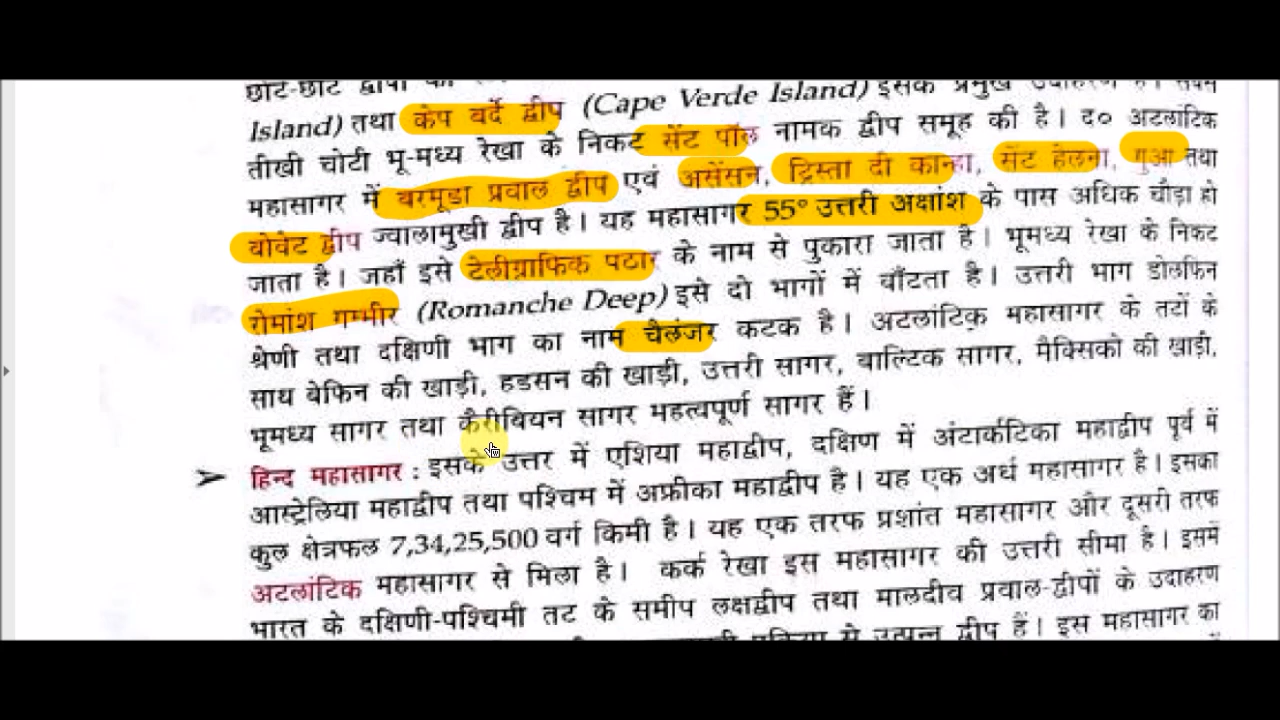 छोटे-छोटे द्वीपों
Island) तथा केप वर्दे द्वीप (Cape Verde Island) इसके प्रमुख उदाहरण हैं। सबसे
तीखी चोटी भू-मध्य रेखा के निकट सेंट पॉल नामक द्वीप समूह की है। द० अटलांटिक
महासागर में बरमूडा प्रवाल द्वीप एवं असेंसन, ट्रिस्ता दी कान्हा, सेंट हेलना, गुआ तथा
बोवेट द्वीप ज्वालामुखी द्वीप है। यह महासागर 55° उत्तरी अक्षांश के पास अधिक चौड़ा हो
जाता है। जहाँ इसे टेलीग्राफिक पटार के नाम से पुकारा जाता है। भूमध्य रेखा के निकट
रोमांश गम्भीर (Romanche Deep) इसे दो भागों में बाँटता है। उत्तरी भाग डोलफिन
श्रेणी तथा दक्षिणी भाग का नाम चैलंजर कटक है। अटलांटिक महासागर के तटों के
साथ बेफिन की खाड़ी, हडसन की खाड़ी, उत्तरी सागर, बाल्टिक सागर, मैक्सिको की खाड़ी,
भूमध्य सागर तथा कैरीबियन सागर महत्वपूर्ण सागर हैं।
➤ हिन्द महासागर : इसके उत्तर में एशिया महाद्वीप, दक्षिण में अंटार्कटिका महाद्वीप पूर्व में
आस्ट्रेलिया महाद्वीप तथा पश्चिम में अफ्रीका महाद्वीप है। यह एक अर्ध महासागर है। इसका
कुल क्षेत्रफल 7,34,25,500 वर्ग किमी है। यह एक तरफ प्रशांत महासागर और दूसरी तरफ
अटलांटिक महासागर से मिला है। कर्क रेखा इस महासागर की उत्तरी सीमा है। इसमें
भारत के दक्षिणी-पश्चिमी तट के समीप लक्षद्वीप तथा मालदीव प्रवाल-द्वीपों के उदाहरण
से उत्पन्न द्वीप हैं। इस महासागर का